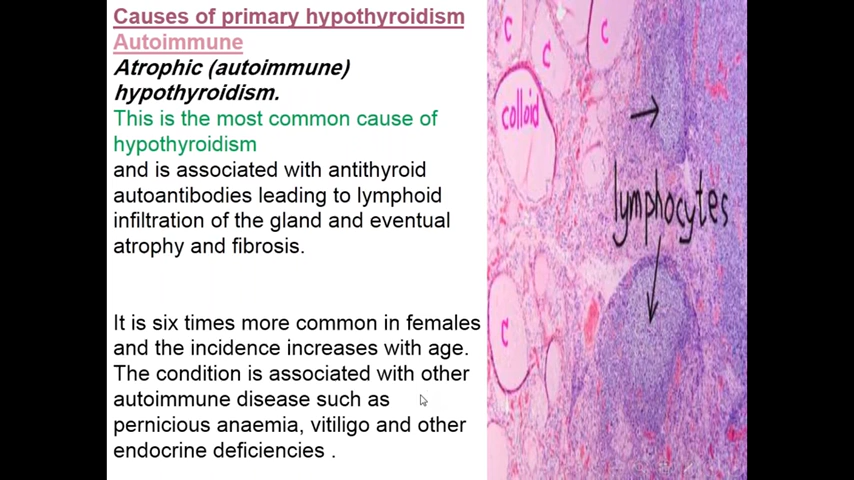 Causes of primary hypothyroidism
Autoimmune
Atrophic (autoimmune)
hypothyroidism.
This is the most common cause of
hypothyroidism
and is associated with antithyroid
autoantibodies leading to lymphoid
infiltration of the gland and eventual
atrophy and fibrosis.
It is six times more common in females
and the incidence increases with age.
The condition is associated with other
autoimmune disease such as
pernicious anaemia, vitiligo and other
endocrine deficiencies .
C
C
C
colloid
lymphocytes
C